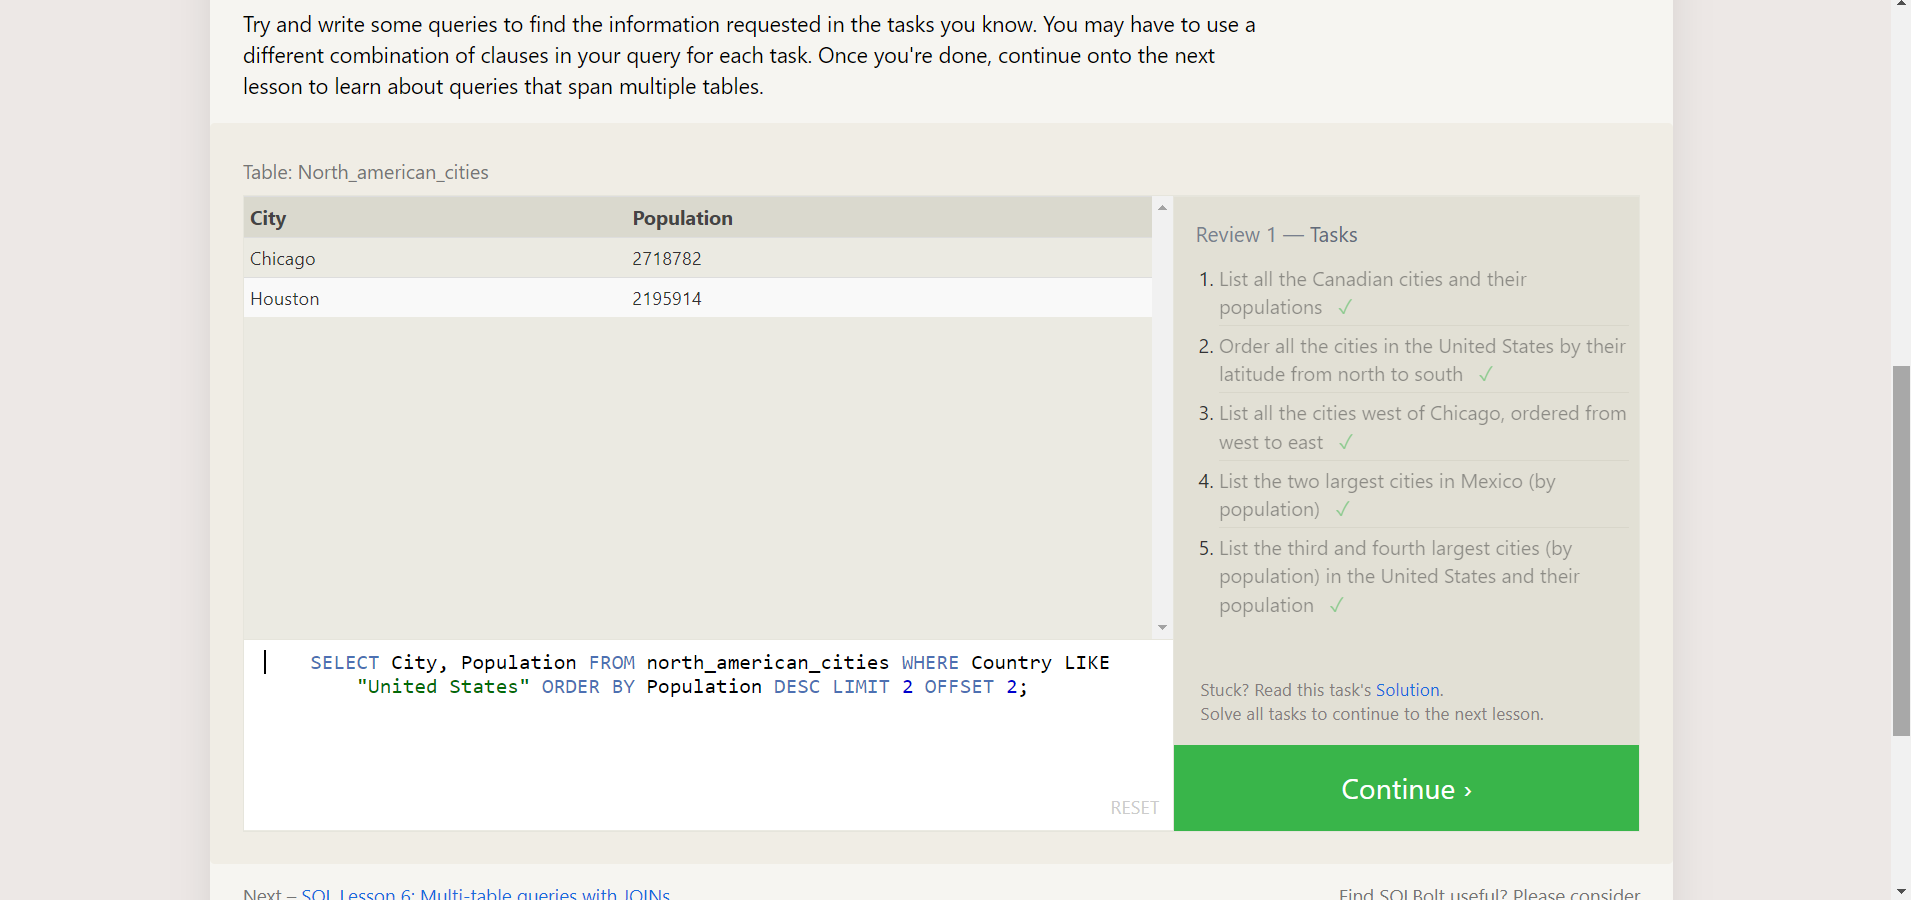 Try and write some queries to find the information requested in the tasks you know. You may have to use a
different combination of clauses in your query for each task. Once you're done, continue onto the next
lesson to learn about queries that span multiple tables.
Table: North_american_cities
City Population
Chicago 2718782
Houston 2195914
SELECT City, Population FROM north_american_cities WHERE Country LIKE
"United States" ORDER BY Population DESC LIMIT 2 OFFSET 2;
RESET
Review 1 — Tasks
1. List all the Canadian cities and their
populations ✓
2. Order all the cities in the United States by their
latitude from north to south ✓
3. List all the cities west of Chicago, ordered from
west to east ✓
4. List the two largest cities in Mexico (by
population) ✓
5. List the third and fourth largest cities (by
population) in the United States and their
population ✓
Stuck? Read this task's Solution.
Solve all tasks to continue to the next lesson.
Continue ›
Next – SQL Lesson 6: Multi-table queries with JOINs
Find SQLBolt useful? Please consider